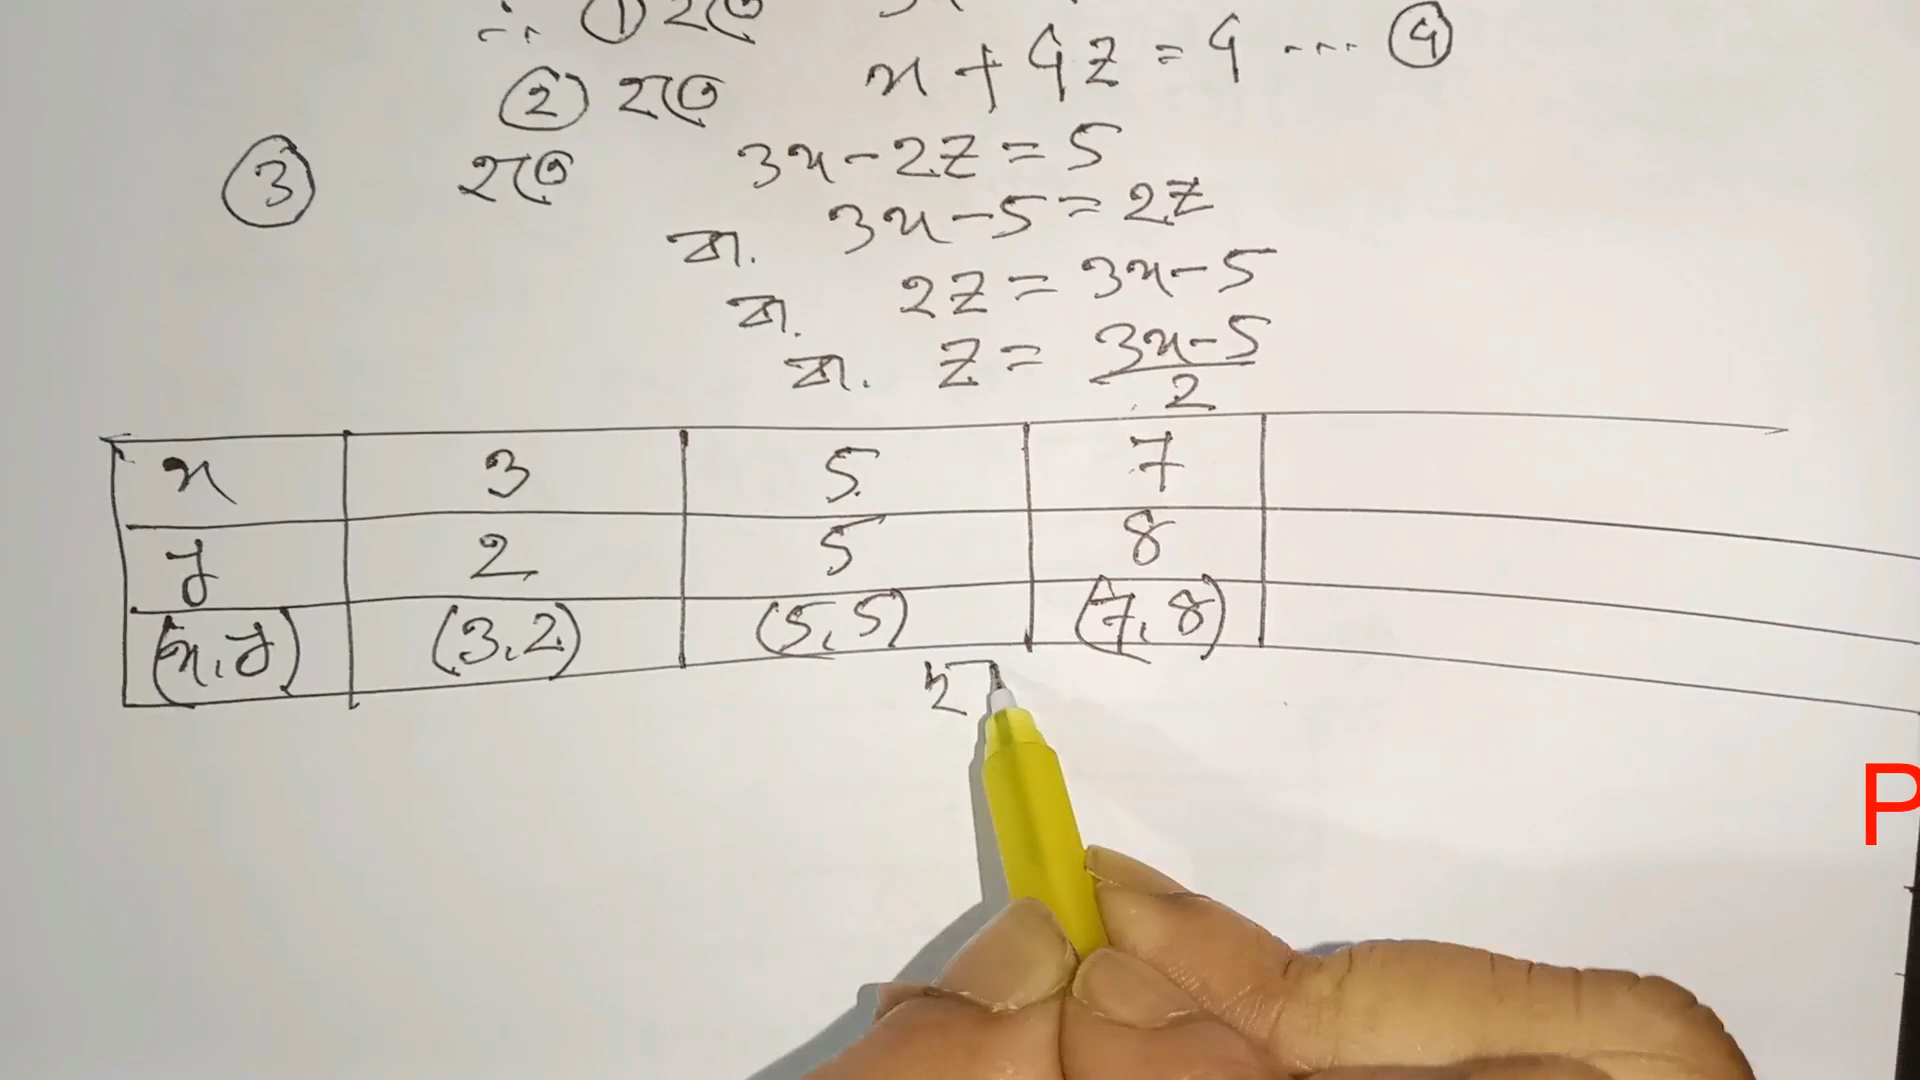 ∴ ① হতে
② হতে x + 4z = 4 ... ④
③ হতে 3x - 2z = 5
বা. 3x - 5 = 2z
বা. 2z = 3x - 5
বা. z = (3x - 5)/2
x 3 5 7
y 2 5 8
(x, y) (3, 2) (5, 5) (7, 8)
P